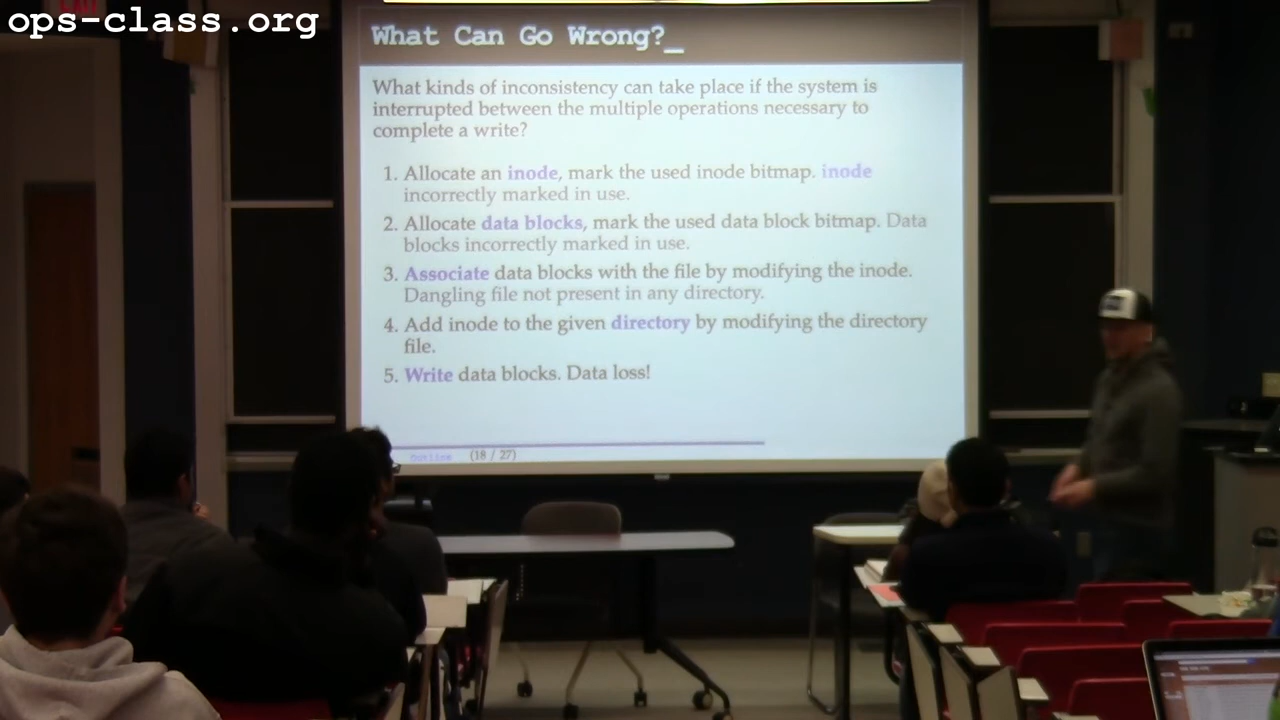 ops-class.org
What Can Go Wrong?_
What kinds of inconsistency can take place if the system is
interrupted between the multiple operations necessary to
complete a write?
1. Allocate an inode, mark the used inode bitmap. inode
incorrectly marked in use.
2. Allocate data blocks, mark the used data block bitmap. Data
blocks incorrectly marked in use.
3. Associate data blocks with the file by modifying the inode.
Dangling file not present in any directory.
4. Add inode to the given directory by modifying the directory
file.
5. Write data blocks. Data loss!
Outline (18 / 27)
EXIT